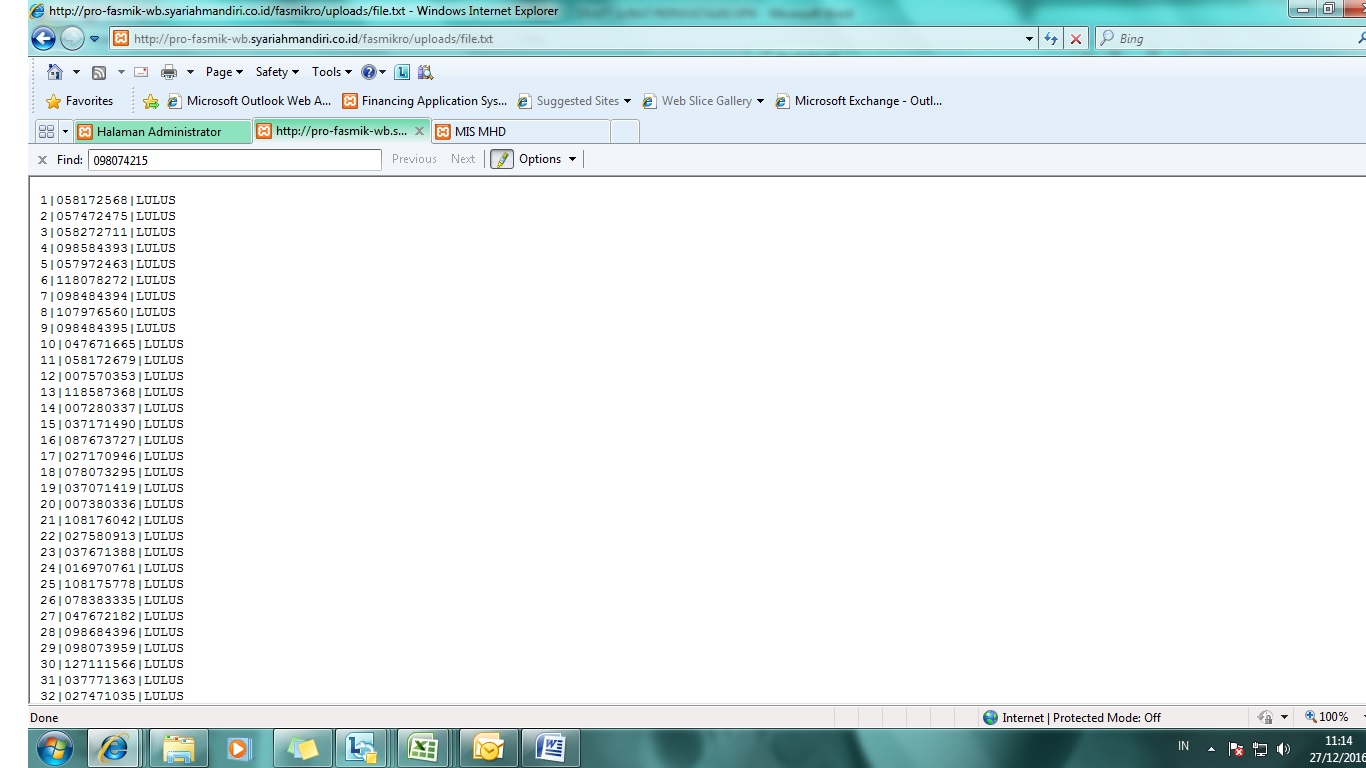 http://pro-fasmik-wb.syariahmandiri.co.id/fasmikro/uploads/file.txt - Windows Internet Explorer
http://pro-fasmik-wb.syariahmandiri.co.id/fasmikro/uploads/file.txt
Bing
Page Safety Tools
Favorites Microsoft Outlook Web A... Financing Application Sys... Suggested Sites Web Slice Gallery Microsoft Exchange - Outl...
Halaman Administrator http://pro-fasmik-wb.s... MIS MHD
Find: 098074215 Previous Next Options
1|058172568|LULUS
2|057472475|LULUS
3|058272711|LULUS
4|098584393|LULUS
5|057972463|LULUS
6|118078272|LULUS
7|098484394|LULUS
8|107976560|LULUS
9|098484395|LULUS
10|047671665|LULUS
11|058172679|LULUS
12|007570353|LULUS
13|118587368|LULUS
14|007280337|LULUS
15|037171490|LULUS
16|087673727|LULUS
17|027170946|LULUS
18|078073295|LULUS
19|037071419|LULUS
20|007380336|LULUS
21|108176042|LULUS
22|027580913|LULUS
23|037671388|LULUS
24|016970761|LULUS
25|108175778|LULUS
26|078383335|LULUS
27|047672182|LULUS
28|098684396|LULUS
29|098073959|LULUS
30|127111566|LULUS
31|037771363|LULUS
32|027471035|LULUS
Done Internet | Protected Mode: Off 100%
IN 11:14
27/12/2016